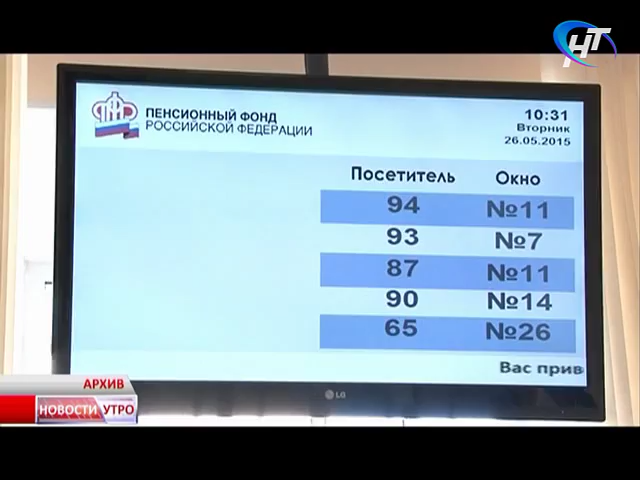 НТ
ПЕНСИОННЫЙ ФОНД
РОССИЙСКОЙ ФЕДЕРАЦИИ
10:31
Вторник
26.05.2015
Посетитель Окно
94 №11
93 №7
87 №11
90 №14
65 №26
Вас прив
LG
АРХИВ
НОВОСТИ УТРО